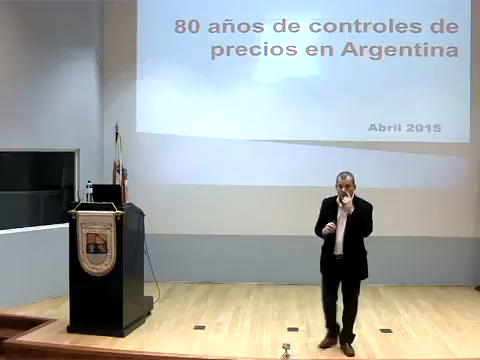 80 años de controles de
precios en Argentina
Abril 2015